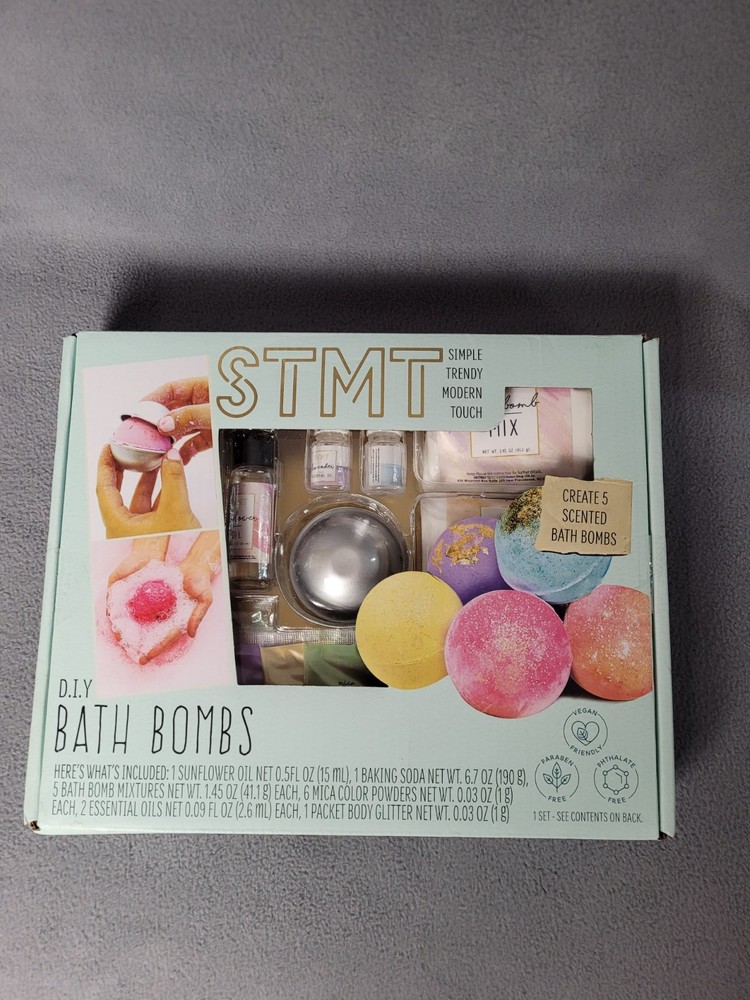 STMT
SIMPLE
TRENDY
MODERN
TOUCH
bomb
MIX
CREATE 5
SCENTED
BATH BOMBS
D.I.Y
BATH BOMBS
HERE'S WHAT'S INCLUDED: 1 SUNFLOWER OIL NET 0.5FL OZ (15 mL), 1 BAKING SODA NET WT. 6.7 OZ (190 g),
5 BATH BOMB MIXTURES NET WT. 1.45 OZ (41.1 g) EACH, 6 MICA COLOR POWDERS NET WT. 0.03 OZ (1 g)
EACH, 2 ESSENTIAL OILS NET 0.09 FL OZ (2.6 mL) EACH, 1 PACKET BODY GLITTER NET WT. 0.03 OZ (1 g)
VEGAN
FRIENDLY
PARABEN
FREE
PHTHALATE
FREE
1 SET - SEE CONTENTS ON BACK.